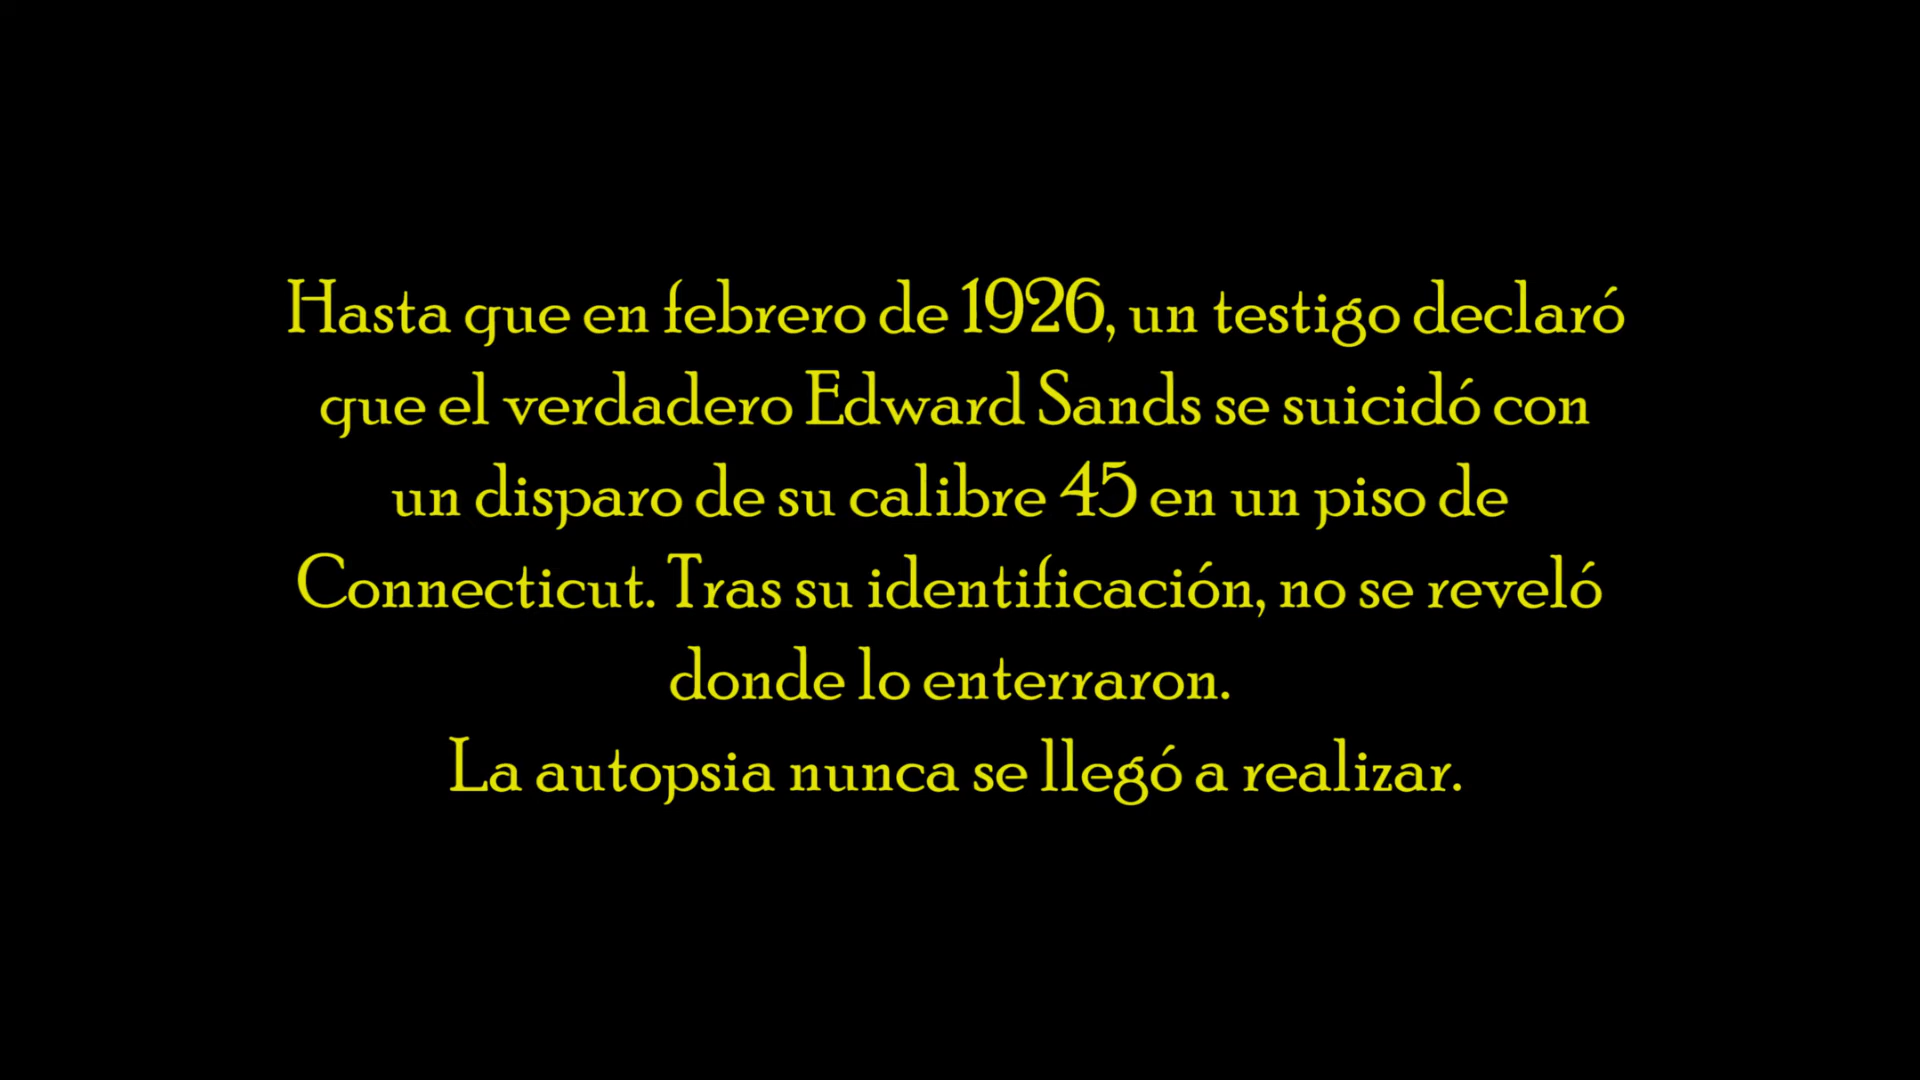 Hasta que en febrero de 1926, un testigo declaró
que el verdadero Edward Sands se suicidó con
un disparo de su calibre 45 en un piso de
Connecticut. Tras su identificación, no se reveló
donde lo enterraron.
La autopsia nunca se llegó a realizar.